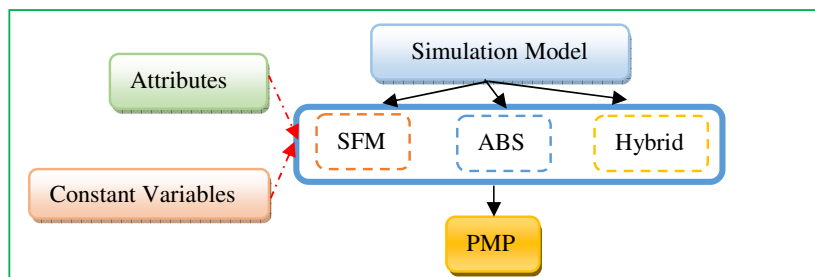 Simulation Model
Attributes
SFM
ABS
Hybrid
Constant Variables
PMP